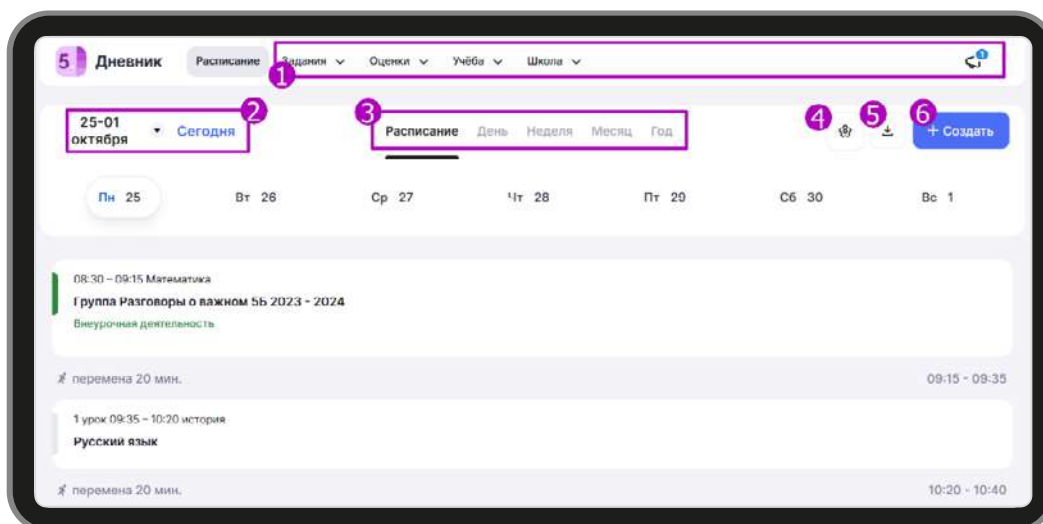 5. Дневник Расписание Задания Оценки Учёба Школа 1
1
25-01 октября Сегодня 2
3 Расписание День Неделя Месяц Год
4 5 6 + Создать
Пн 25 Вт 26 Ср 27 Чт 28 Пт 29 Сб 30 Вс 1
08:30 – 09:15 Математика
Группа Разговоры о важном 5Б 2023 - 2024
Внеурочная деятельность
перемена 20 мин. 09:15 - 09:35
1 урок 09:35 – 10:20 история
Русский язык
перемена 20 мин. 10:20 - 10:40